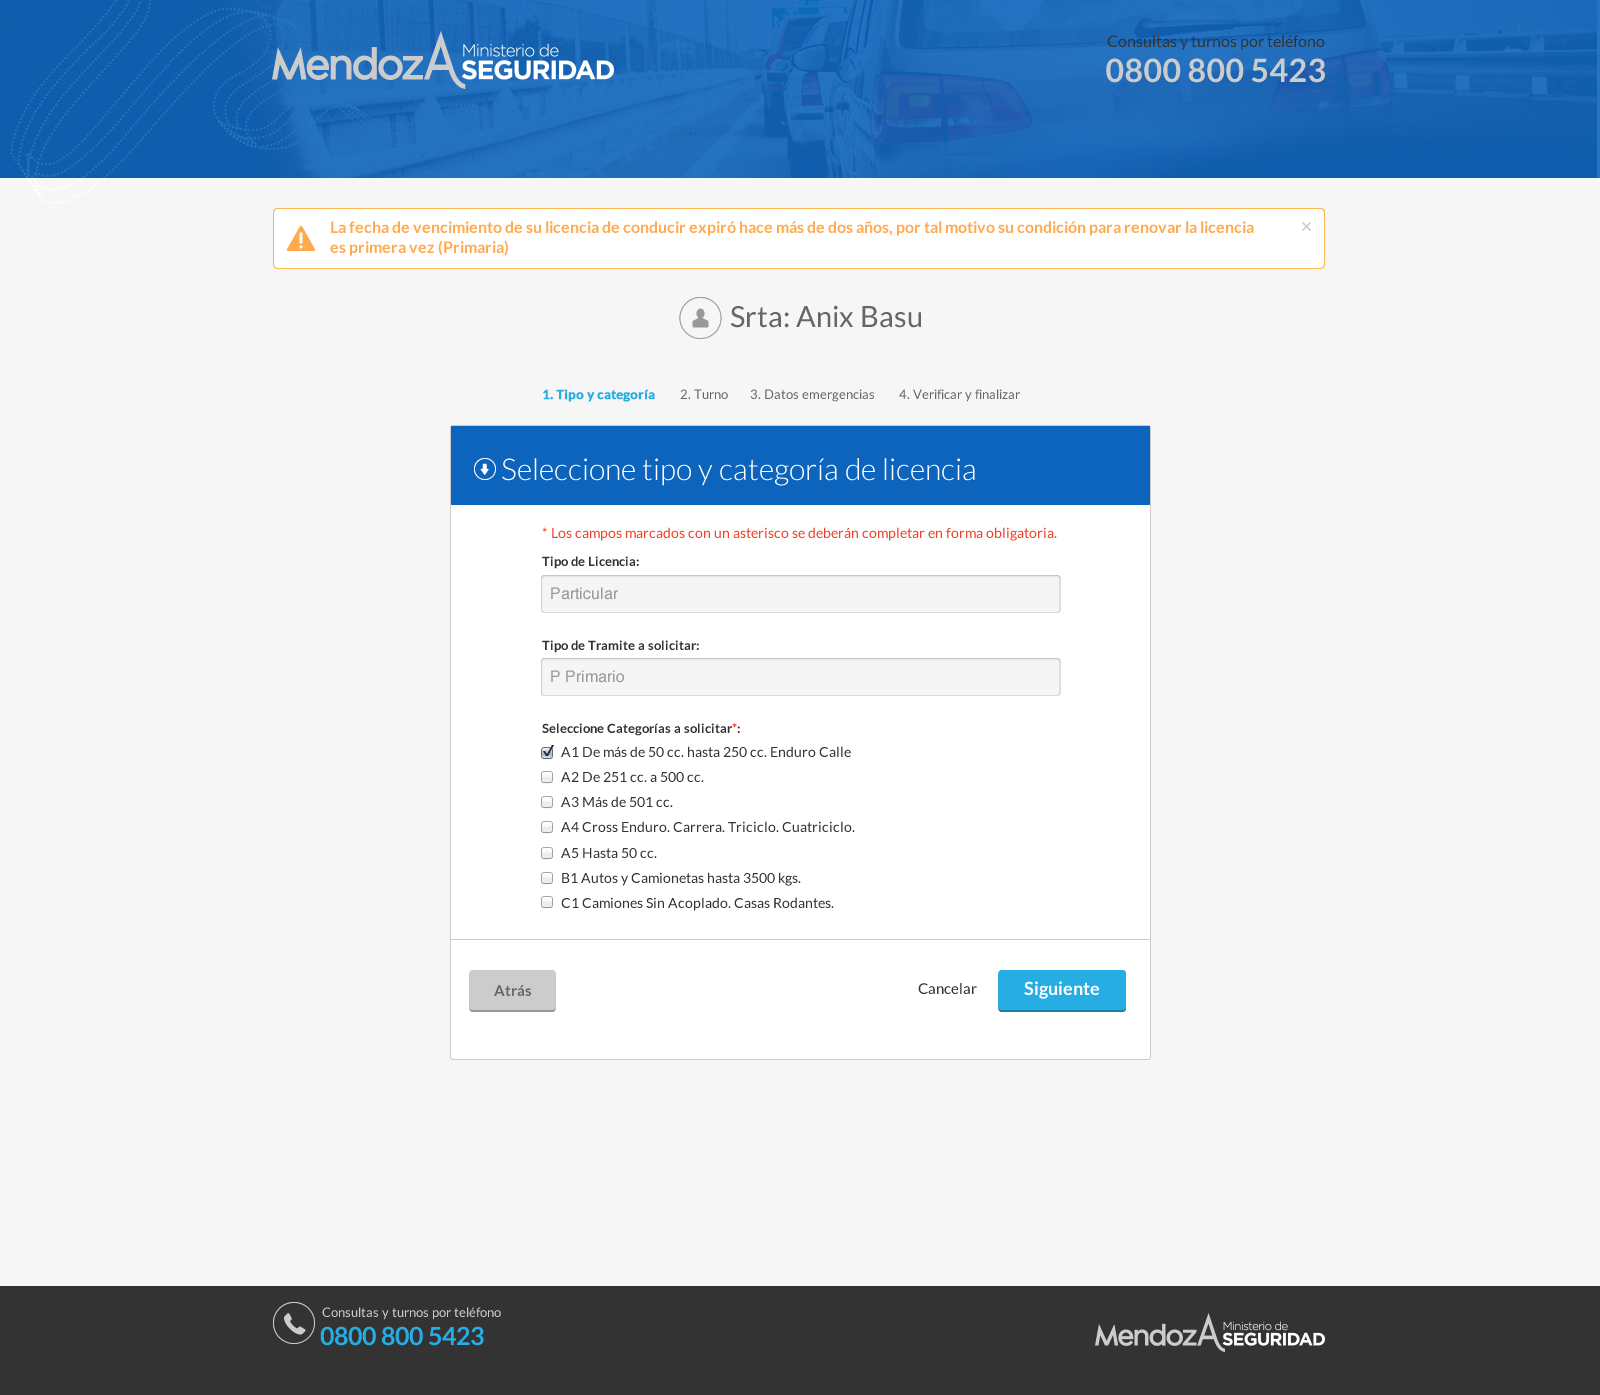 MendozA Ministerio de
SEGURIDAD
Consultas y turnos por teléfono
0800 800 5423
La fecha de vencimiento de su licencia de conducir expiró hace más de dos años, por tal motivo su condición para renovar la licencia
es primera vez (Primaria)
×
Srta: Anix Basu
1. Tipo y categoría 2. Turno 3. Datos emergencias 4. Verificar y finalizar
Seleccione tipo y categoría de licencia
* Los campos marcados con un asterisco se deberán completar en forma obligatoria.
Tipo de Licencia:
Particular
Tipo de Tramite a solicitar:
P Primario
Seleccione Categorías a solicitar*:
A1 De más de 50 cc. hasta 250 cc. Enduro Calle
A2 De 251 cc. a 500 cc.
A3 Más de 501 cc.
A4 Cross Enduro. Carrera. Triciclo. Cuatriciclo.
A5 Hasta 50 cc.
B1 Autos y Camionetas hasta 3500 kgs.
C1 Camiones Sin Acoplado. Casas Rodantes.
Atrás Cancelar Siguiente
Consultas y turnos por teléfono
0800 800 5423
MendozA Ministerio de
SEGURIDAD